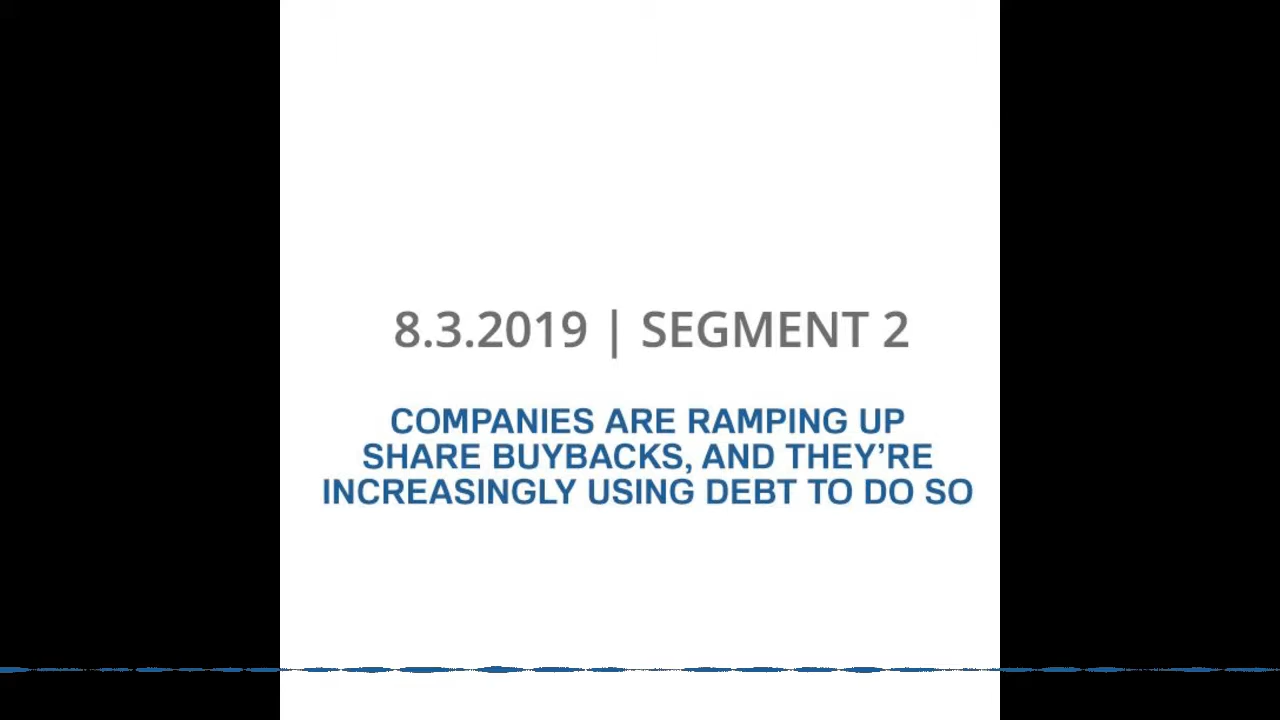 8.3.2019 | SEGMENT 2
COMPANIES ARE RAMPING UP
SHARE BUYBACKS, AND THEY’RE
INCREASINGLY USING DEBT TO DO SO